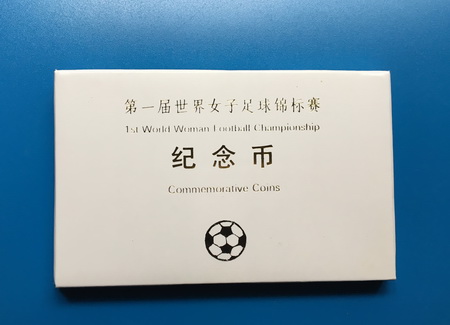 第一届世界女子足球锦标赛
1st World Woman Football Championship
纪念币
Commemorative Coins